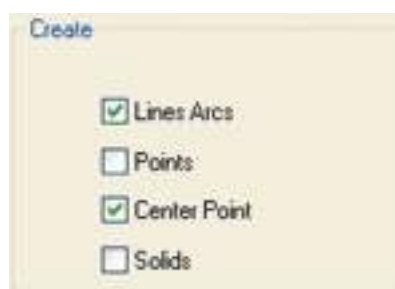 Create
Lines Arcs
Points
Center Point
Solids